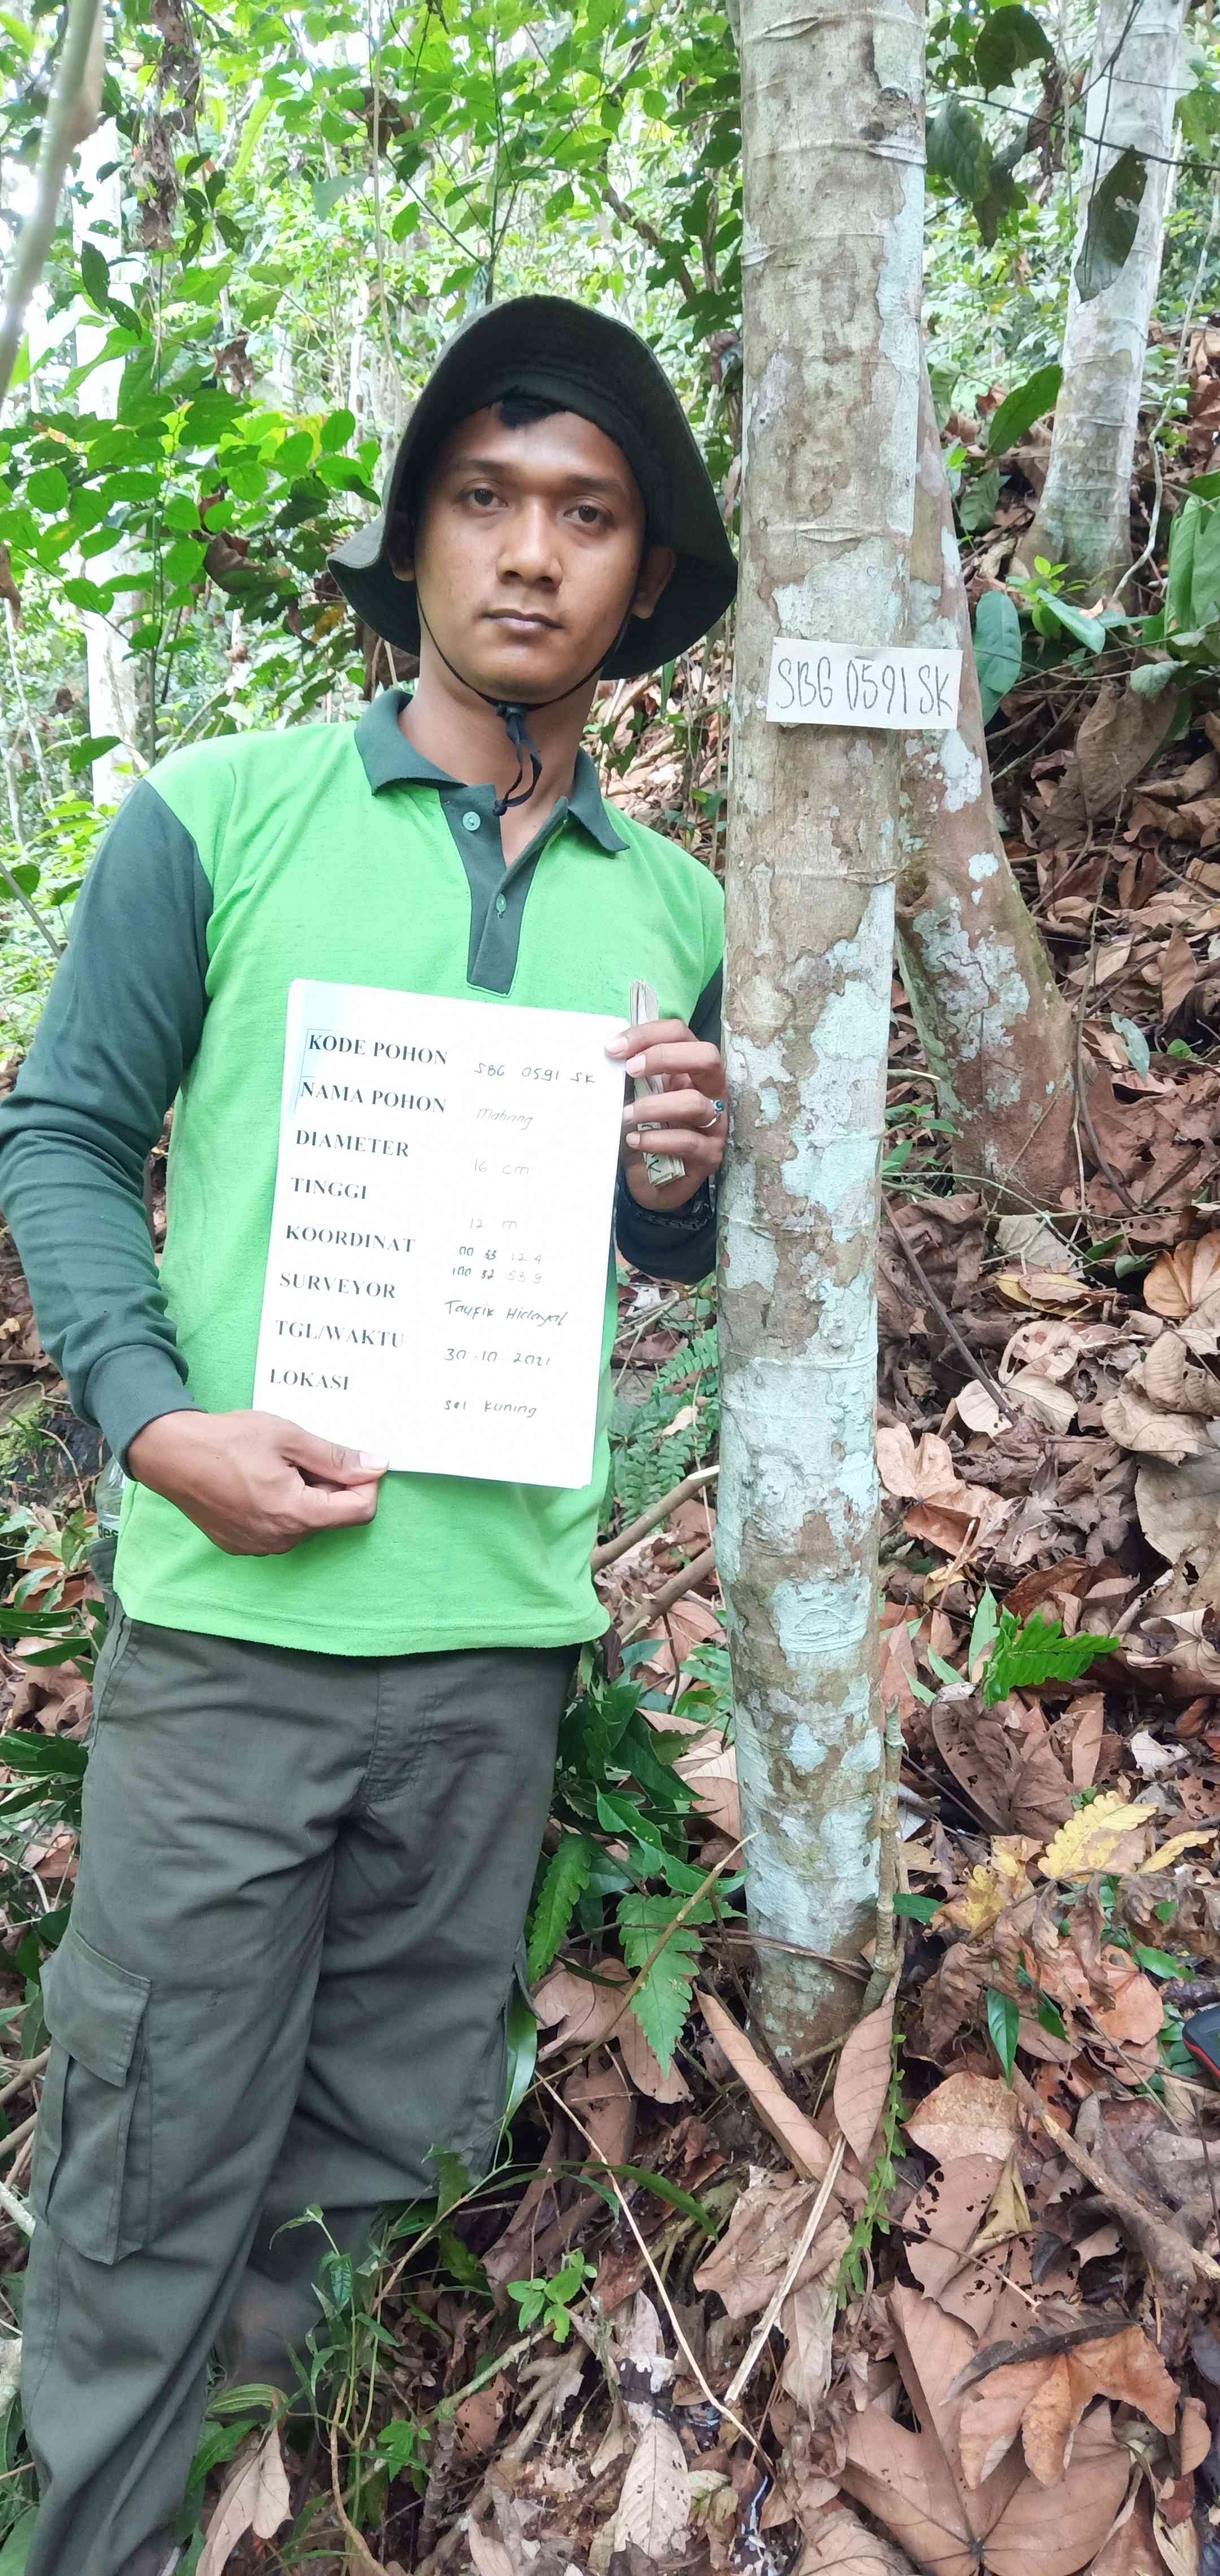 SBG 0591 SK
KODE POHON SBG 0591 SK
NAMA POHON Mahang
DIAMETER 16 cm
TINGGI 12 m
KOORDINAT 00 33 12.4
100 32 53.9
SURVEYOR Taufik Hidayat
TGL/WAKTU 30.10.2021
LOKASI sei kuning